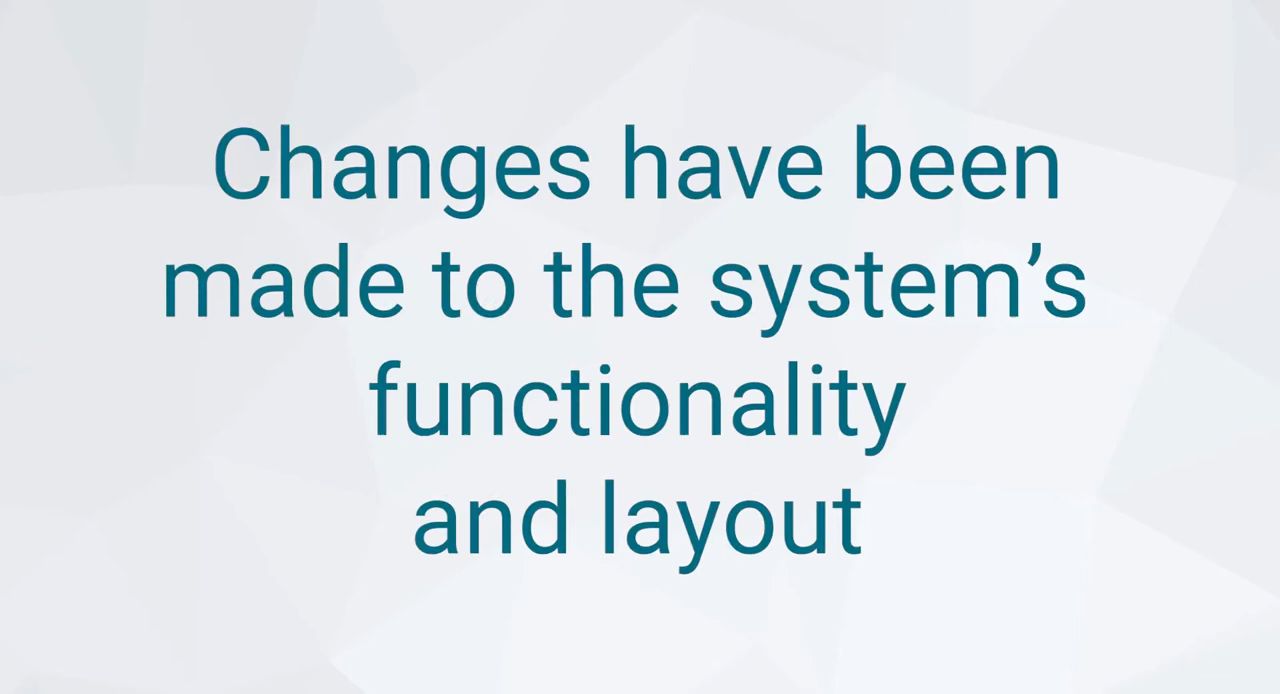 Changes have been
made to the system’s
functionality
and layout